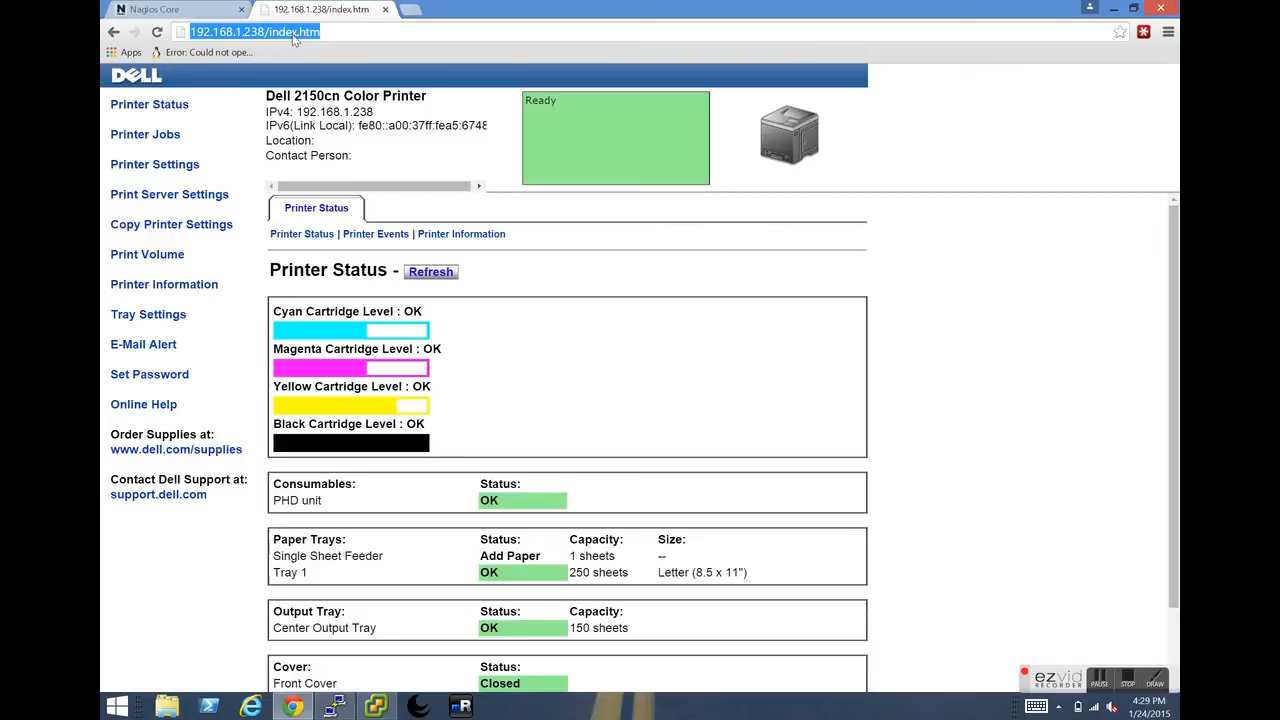 Nagios Core
192.168.1.238/index.htm
192.168.1.238/index.htm
Apps
Error: Could not ope...
DELL
Printer Status
Printer Jobs
Printer Settings
Print Server Settings
Copy Printer Settings
Print Volume
Printer Information
Tray Settings
E-Mail Alert
Set Password
Online Help
Order Supplies at:
www.dell.com/supplies
Contact Dell Support at:
support.dell.com
Dell 2150cn Color Printer
IPv4: 192.168.1.238
IPv6(Link Local): fe80::a00:37ff:fea5:6748
Location:
Contact Person:
Ready
Printer Status
Printer Status | Printer Events | Printer Information
Printer Status - Refresh
Cyan Cartridge Level : OK
Magenta Cartridge Level : OK
Yellow Cartridge Level : OK
Black Cartridge Level : OK
Consumables: Status:
PHD unit OK
Paper Trays: Status: Capacity: Size:
Single Sheet Feeder Add Paper 1 sheets --
Tray 1 OK 250 sheets Letter (8.5 x 11")
Output Tray: Status: Capacity:
Center Output Tray OK 150 sheets
Cover: Status:
Front Cover Closed
ezvid
RECORDER
PAUSE
STOP
DRAW
4:29 PM
1/24/2015